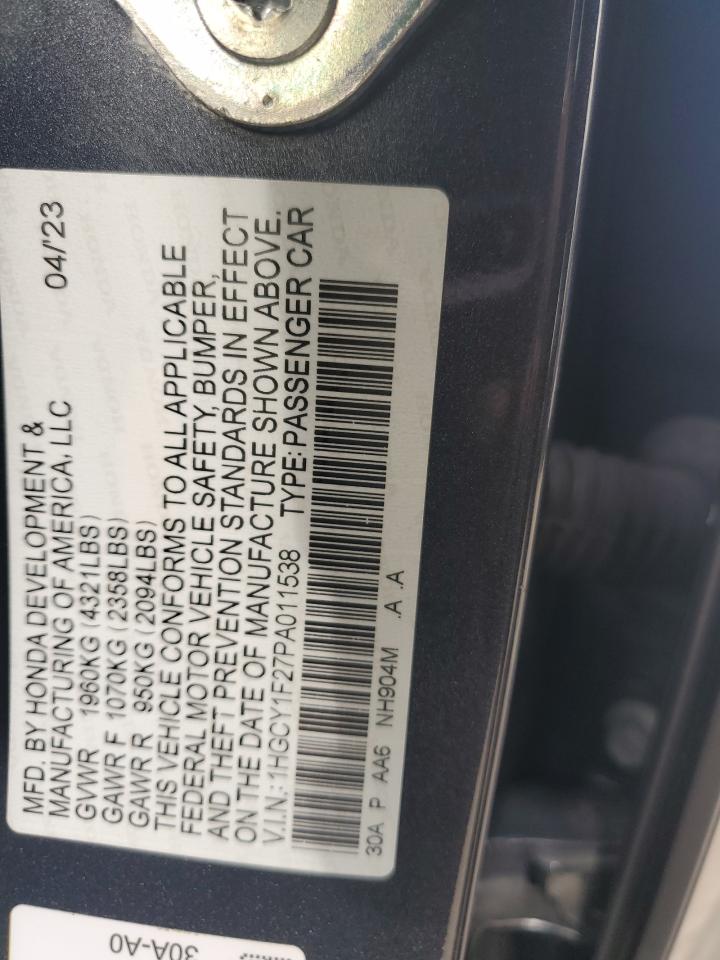 MFD. BY HONDA DEVELOPMENT & 04/'23
MANUFACTURING OF AMERICA, LLC
GVWR 1960KG (4321LBS)
GAWR F 1070KG (2358LBS)
GAWR R 950KG (2094LBS)
THIS VEHICLE CONFORMS TO ALL APPLICABLE
FEDERAL MOTOR VEHICLE SAFETY, BUMPER,
AND THEFT PREVENTION STANDARDS IN EFFECT
ON THE DATE OF MANUFACTURE SHOWN ABOVE.
V.I.N.: 1HGCY1F27PA011538 TYPE: PASSENGER CAR
30A P AA6 NH904M .A .A
30A-A0